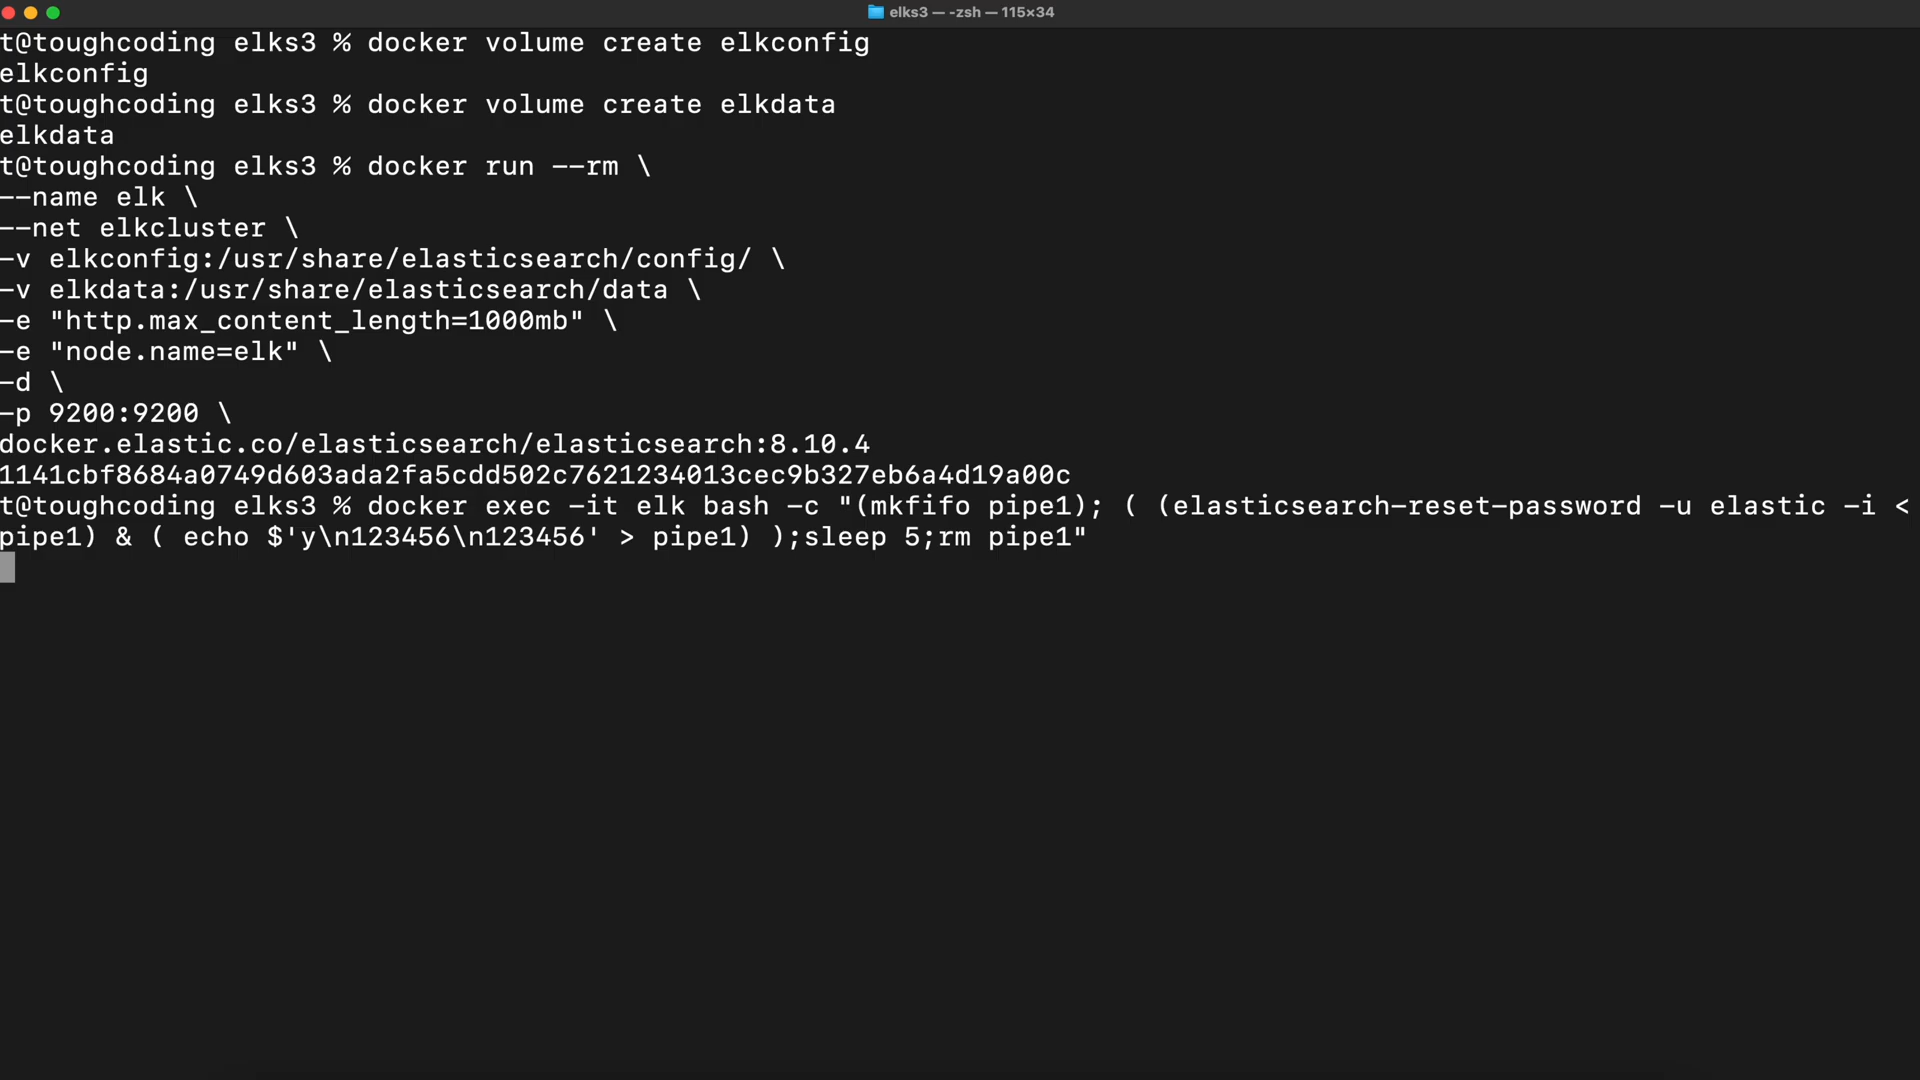 elks3 — -zsh — 115×34
t@toughcoding elks3 % docker volume create elkconfig
elkconfig
t@toughcoding elks3 % docker volume create elkdata
elkdata
t@toughcoding elks3 % docker run --rm \
--name elk \
--net elkcluster \
-v elkconfig:/usr/share/elasticsearch/config/ \
-v elkdata:/usr/share/elasticsearch/data \
-e "http.max_content_length=1000mb" \
-e "node.name=elk" \
-d \
-p 9200:9200 \
docker.elastic.co/elasticsearch/elasticsearch:8.10.4
1141cbf8684a0749d603ada2fa5cdd502c7621234013cec9b327eb6a4d19a00c
t@toughcoding elks3 % docker exec -it elk bash -c "(mkfifo pipe1); ( (elasticsearch-reset-password -u elastic -i <
pipe1) & ( echo $'y\n123456\n123456' > pipe1) );sleep 5;rm pipe1"